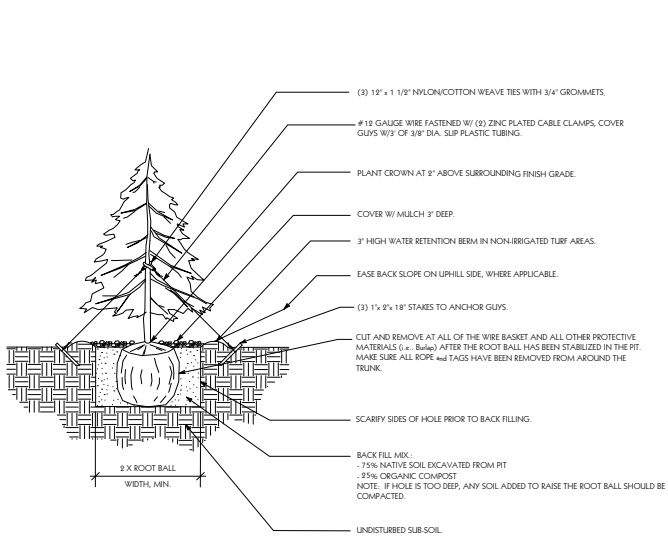 (3) 12" x 1 1/2" NYLON/COTTON WEAVE TIES WITH 3/4" GROMMETS.
#12 GAUGE WIRE FASTENED W/ (2) ZINC PLATED CABLE CLAMPS, COVER
GUYS W/3' OF 3/8" DIA. SLIP PLASTIC TUBING.
PLANT CROWN AT 2" ABOVE SURROUNDING FINISH GRADE.
COVER W/ MULCH 3" DEEP.
3" HIGH WATER RETENTION BERM IN NON-IRRIGATED TURF AREAS.
EASE BACK SLOPE ON UPHILL SIDE, WHERE APPLICABLE.
(3) 1"x 2"x 18" STAKES TO ANCHOR GUYS.
CUT AND REMOVE AT ALL OF THE WIRE BASKET AND ALL OTHER PROTECTIVE
MATERIALS (i.e.. Burlap) AFTER THE ROOT BALL HAS BEEN STABILIZED IN THE PIT.
MAKE SURE ALL ROPE and TAGS HAVE BEEN REMOVED FROM AROUND THE
TRUNK.
SCARIFY SIDES OF HOLE PRIOR TO BACK FILLING.
BACK FILL MIX.:
- 75% NATIVE SOIL EXCAVATED FROM PIT
- 25% ORGANIC COMPOST
NOTE: IF HOLE IS TOO DEEP, ANY SOIL ADDED TO RAISE THE ROOT BALL SHOULD BE
COMPACTED.
2 X ROOT BALL
WIDTH, MIN.
UNDISTURBED SUB-SOIL.